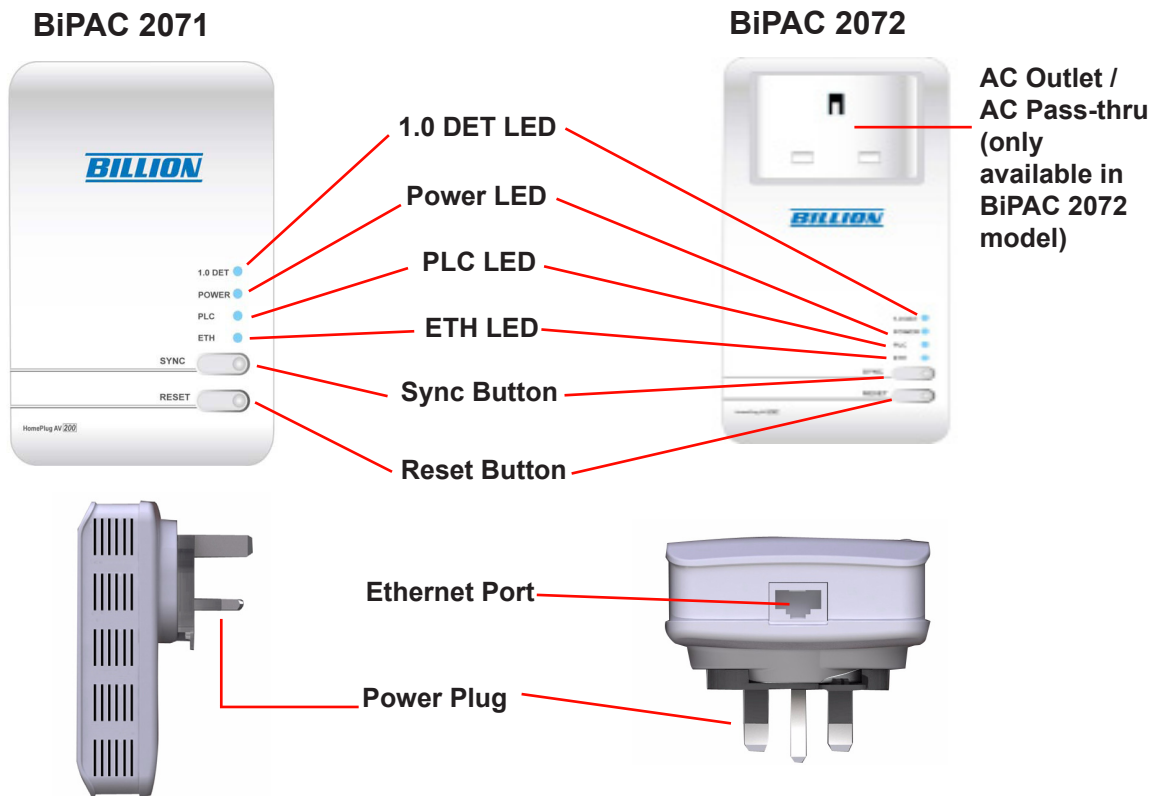 BiPAC 2071
BiPAC 2072
BILLION
1.0 DET
POWER
PLC
ETH
SYNC
RESET
HomePlug AV 200
1.0 DET LED
Power LED
PLC LED
ETH LED
Sync Button
Reset Button
BILLION
PLC
RESET
AC Outlet /
AC Pass-thru
(only
available in
BiPAC 2072
model)
Ethernet Port
Power Plug